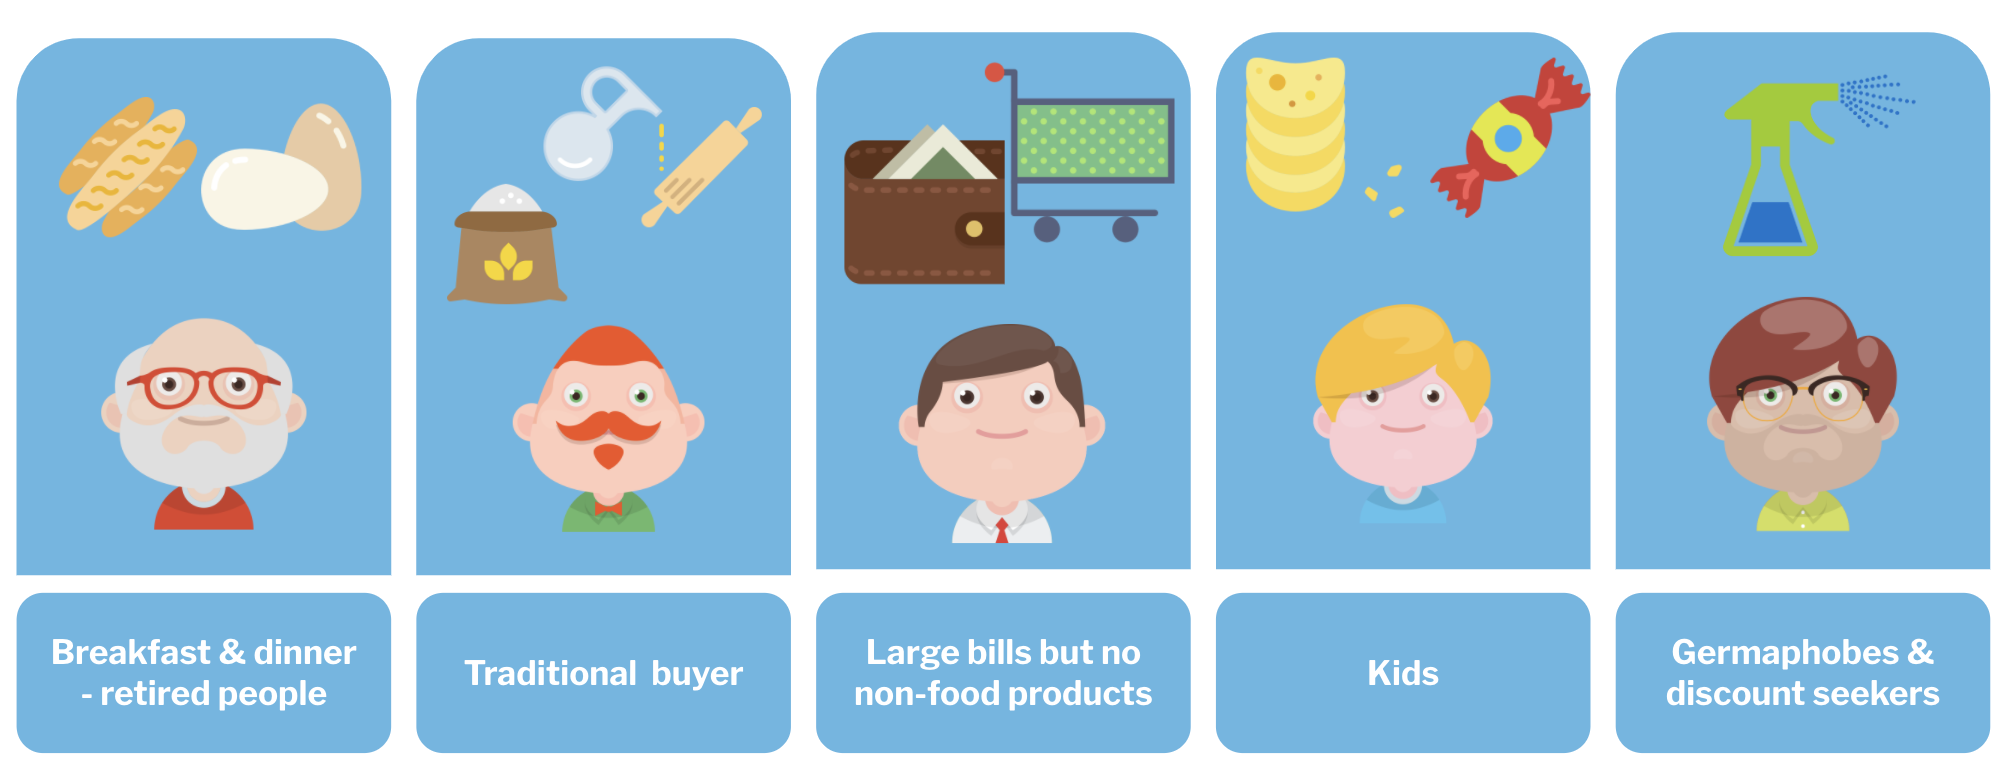 Breakfast & dinner
- retired people
Traditional buyer
Large bills but no
non-food products
Kids
Germaphobes &
discount seekers